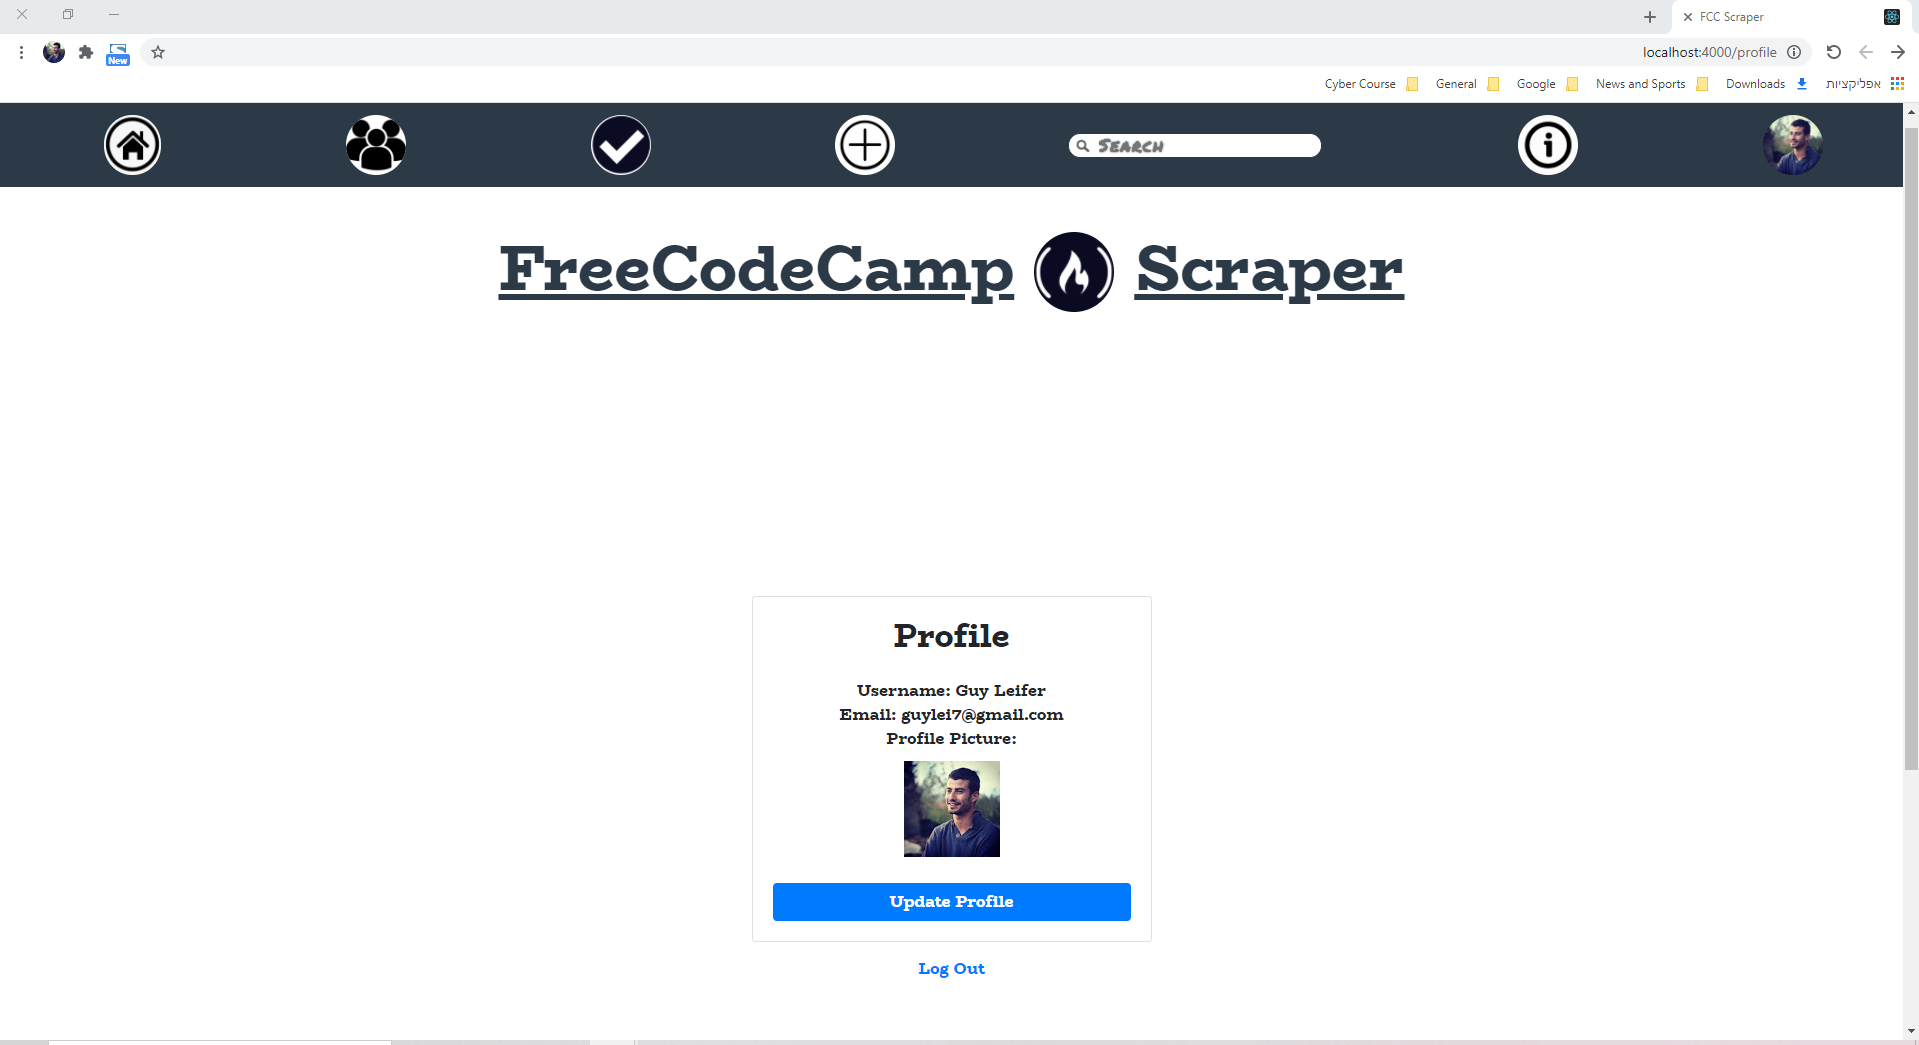 FCC Scraper
New
localhost:4000/profile
Cyber Course General Google News and Sports Downloads אפליקציות
Search
FreeCodeCamp Scraper
Profile
Username: Guy Leifer
Email: guylei7@gmail.com
Profile Picture:
Update Profile
Log Out